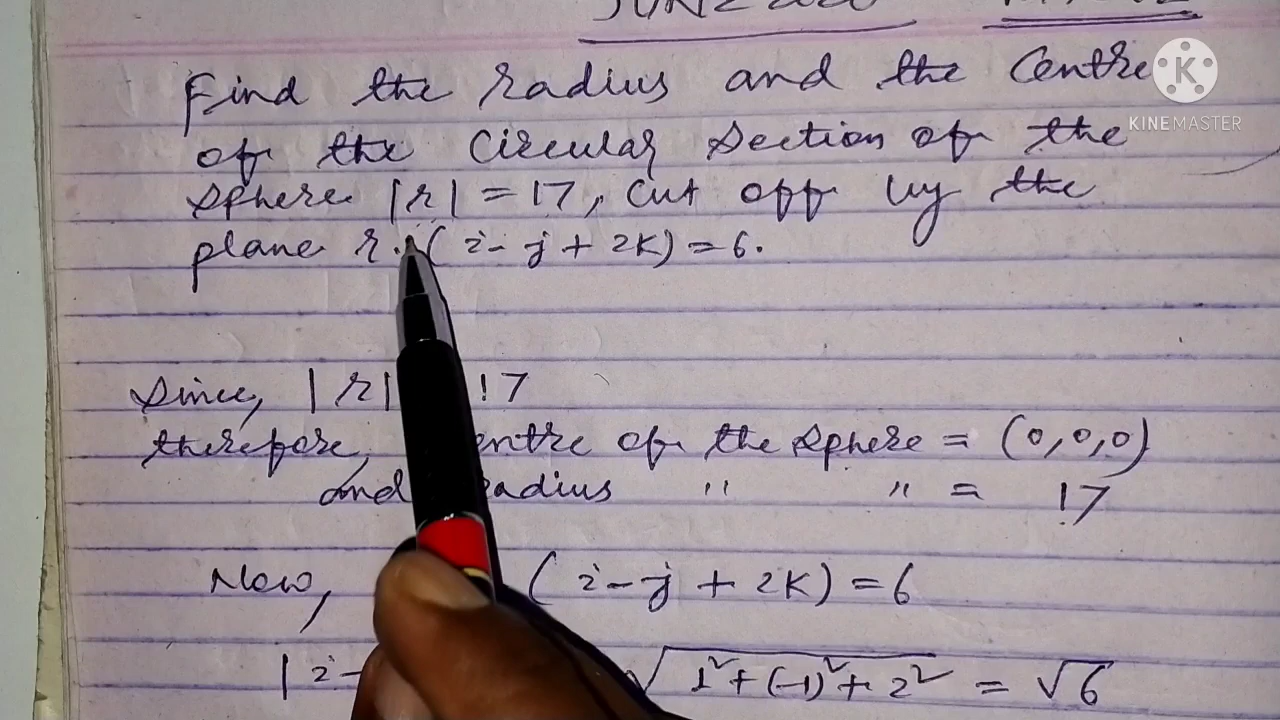 Find the radius and the Centre
of the Circular Section of the
sphere |r| = 17, cut off by the
plane r.(i - j + 2k) = 6.
KINEMASTER
Since, |r| 17
therefore, entre of the sphere = (0,0,0)
and radius " " = 17
Now, (i - j + 2k) = 6
|i - √1²+(-1)²+2² = √6